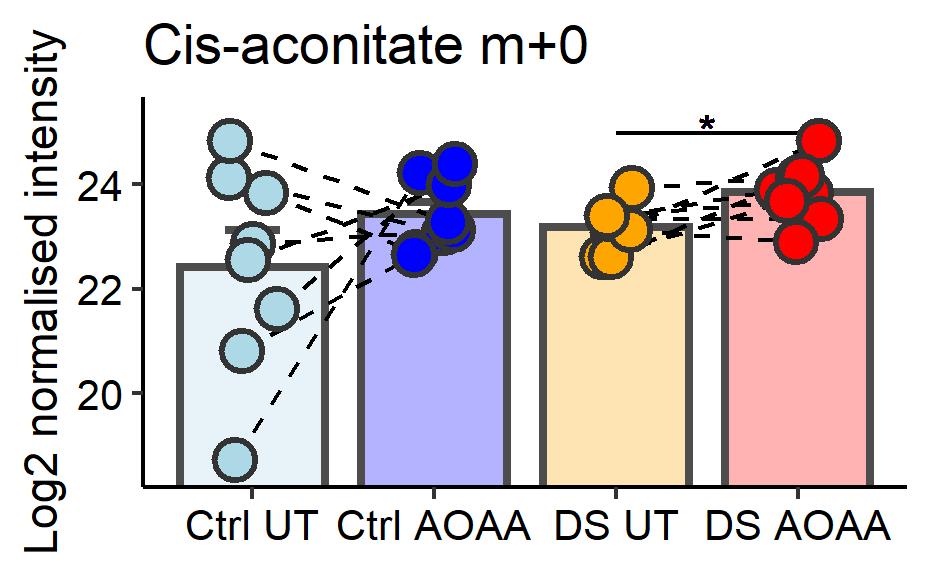 Cis-aconitate m+0
Log2 normalised intensity
*
24
22
20
Ctrl UT Ctrl AOAA DS UT DS AOAA